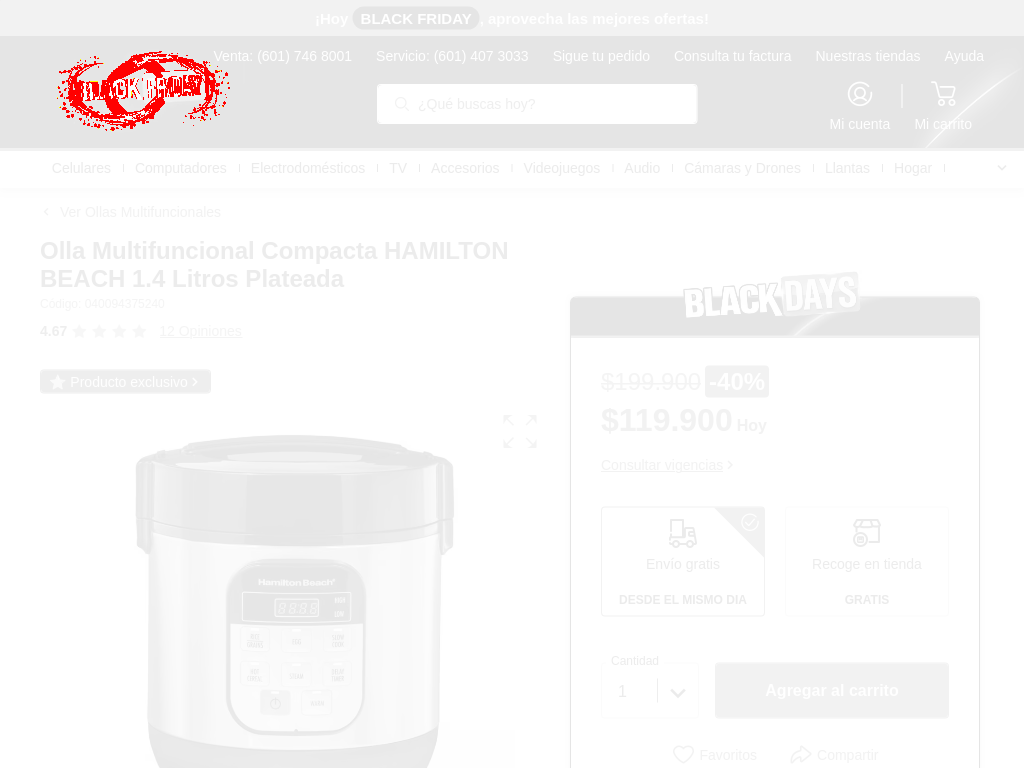 ¡Hoy BLACK FRIDAY, aprovecha las mejores ofertas!
Venta: (601) 746 8001 Servicio: (601) 407 3033 Sigue tu pedido Consulta tu factura Nuestras tiendas Ayuda
¿Qué buscas hoy?
Mi cuenta Mi carrito
Celulares Computadores Electrodomésticos TV Accesorios Videojuegos Audio Cámaras y Drones Llantas Hogar
Ver Ollas Multifuncionales
Olla Multifuncional Compacta HAMILTON
BEACH 1.4 Litros Plateada
Código: 040094375240
4.67 12 Opiniones
Producto exclusivo
Hamilton Beach
BLACK DAYS
$199.900 -40%
$119.900 Hoy
Consultar vigencias
Envío gratis
DESDE EL MISMO DIA
Recoge en tienda
GRATIS
Cantidad
1
Agregar al carrito
Favoritos Compartir